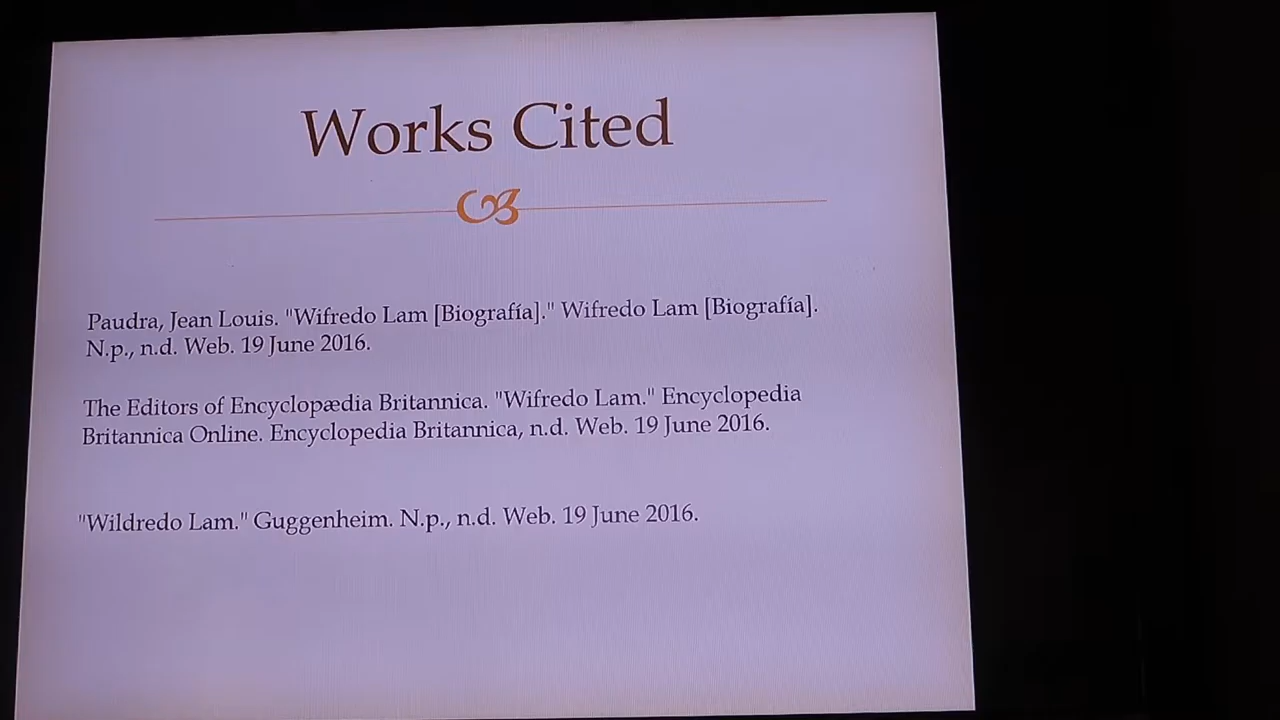 Works Cited
Paudra, Jean Louis. "Wifredo Lam [Biografía]." Wifredo Lam [Biografía].
N.p., n.d. Web. 19 June 2016.
The Editors of Encyclopædia Britannica. "Wifredo Lam." Encyclopedia
Britannica Online. Encyclopedia Britannica, n.d. Web. 19 June 2016.
"Wildredo Lam." Guggenheim. N.p., n.d. Web. 19 June 2016.